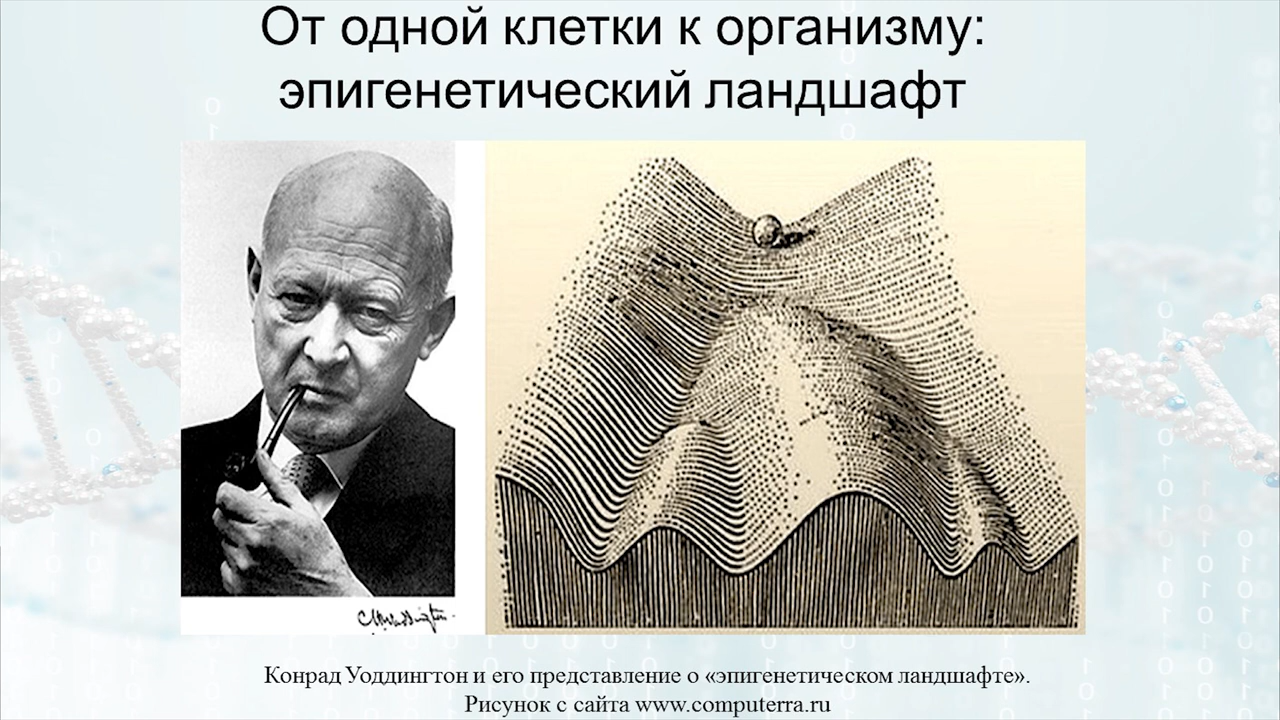 От одной клетки к организму:
эпигенетический ландшафт
Конрад Уоддингтон и его представление о «эпигенетическом ландшафте».
Рисунок с сайта www.computerra.ru